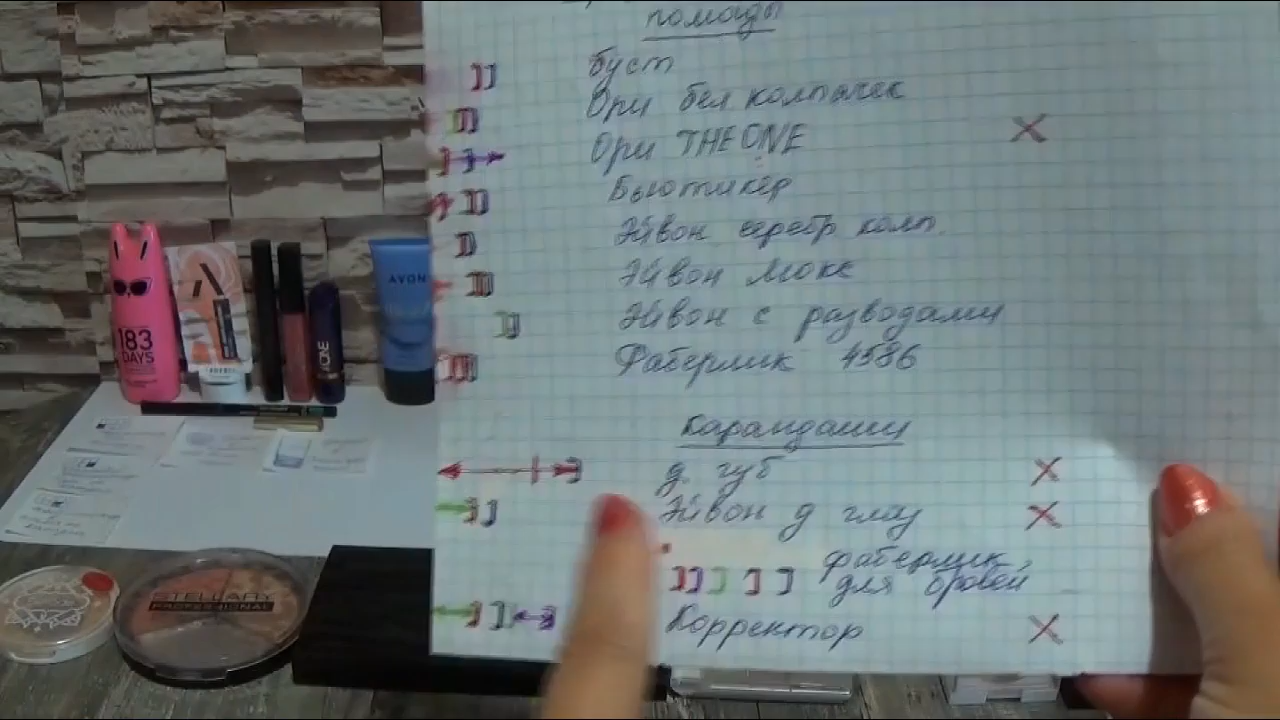 помады
буст
Ори бел колпачек
Ори THE ONE
Бьютикер
Эйвон серебр колп.
Эйвон Мокс
Эйвон с разводами
Фаберлик 4586
Карандаши
д. губ
Эйвон д глаз
фаберлик
для бровей
Корректор
AVON
183
DAYS
STELLARY
PROFESSIONAL